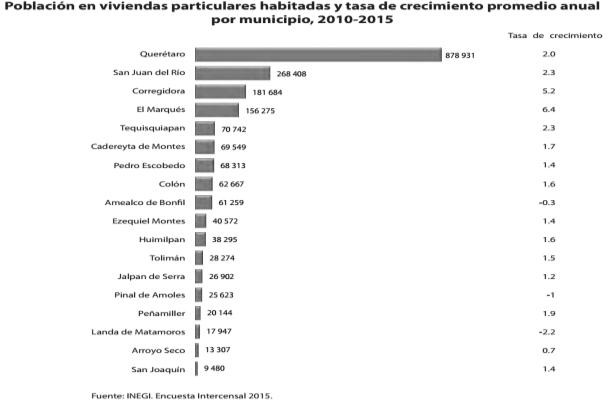 Población en viviendas particulares habitadas y tasa de crecimiento promedio anual
por municipio, 2010-2015
Tasa de crecimiento
Querétaro 878 931 2.0
San Juan del Río 268 408 2.3
Corregidora 181 684 5.2
El Marqués 156 275 6.4
Tequisquiapan 70 742 2.3
Cadereyta de Montes 69 549 1.7
Pedro Escobedo 68 313 1.4
Colón 62 667 1.6
Amealco de Bonfil 61 259 -0.3
Ezequiel Montes 40 572 1.4
Huimilpan 38 295 1.6
Tolimán 28 274 1.5
Jalpan de Serra 26 902 1.2
Pinal de Amoles 25 623 -1
Peñamiller 20 144 1.9
Landa de Matamoros 17 947 -2.2
Arroyo Seco 13 307 0.7
San Joaquín 9 480 1.4
Fuente: INEGI. Encuesta Intercensal 2015.